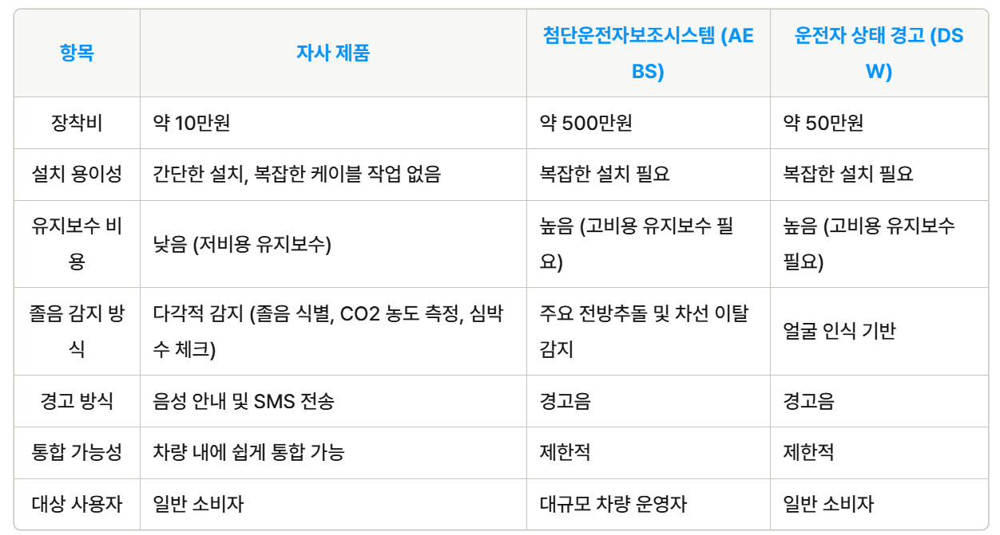 항목 자사 제품 첨단운전자보조시스템 (AE
BS) 운전자 상태 경고 (DS
W)
장착비 약 10만원 약 500만원 약 50만원
설치 용이성 간단한 설치, 복잡한 케이블 작업 없음 복잡한 설치 필요 복잡한 설치 필요
유지보수 비
용 낮음 (저비용 유지보수) 높음 (고비용 유지보수 필
요) 높음 (고비용 유지보수
필요)
졸음 감지 방
식 다각적 감지 (졸음 식별, CO2 농도 측정, 심박
수 체크) 주요 전방추돌 및 차선 이탈
감지 얼굴 인식 기반
경고 방식 음성 안내 및 SMS 전송 경고음 경고음
통합 가능성 차량 내에 쉽게 통합 가능 제한적 제한적
대상 사용자 일반 소비자 대규모 차량 운영자 일반 소비자